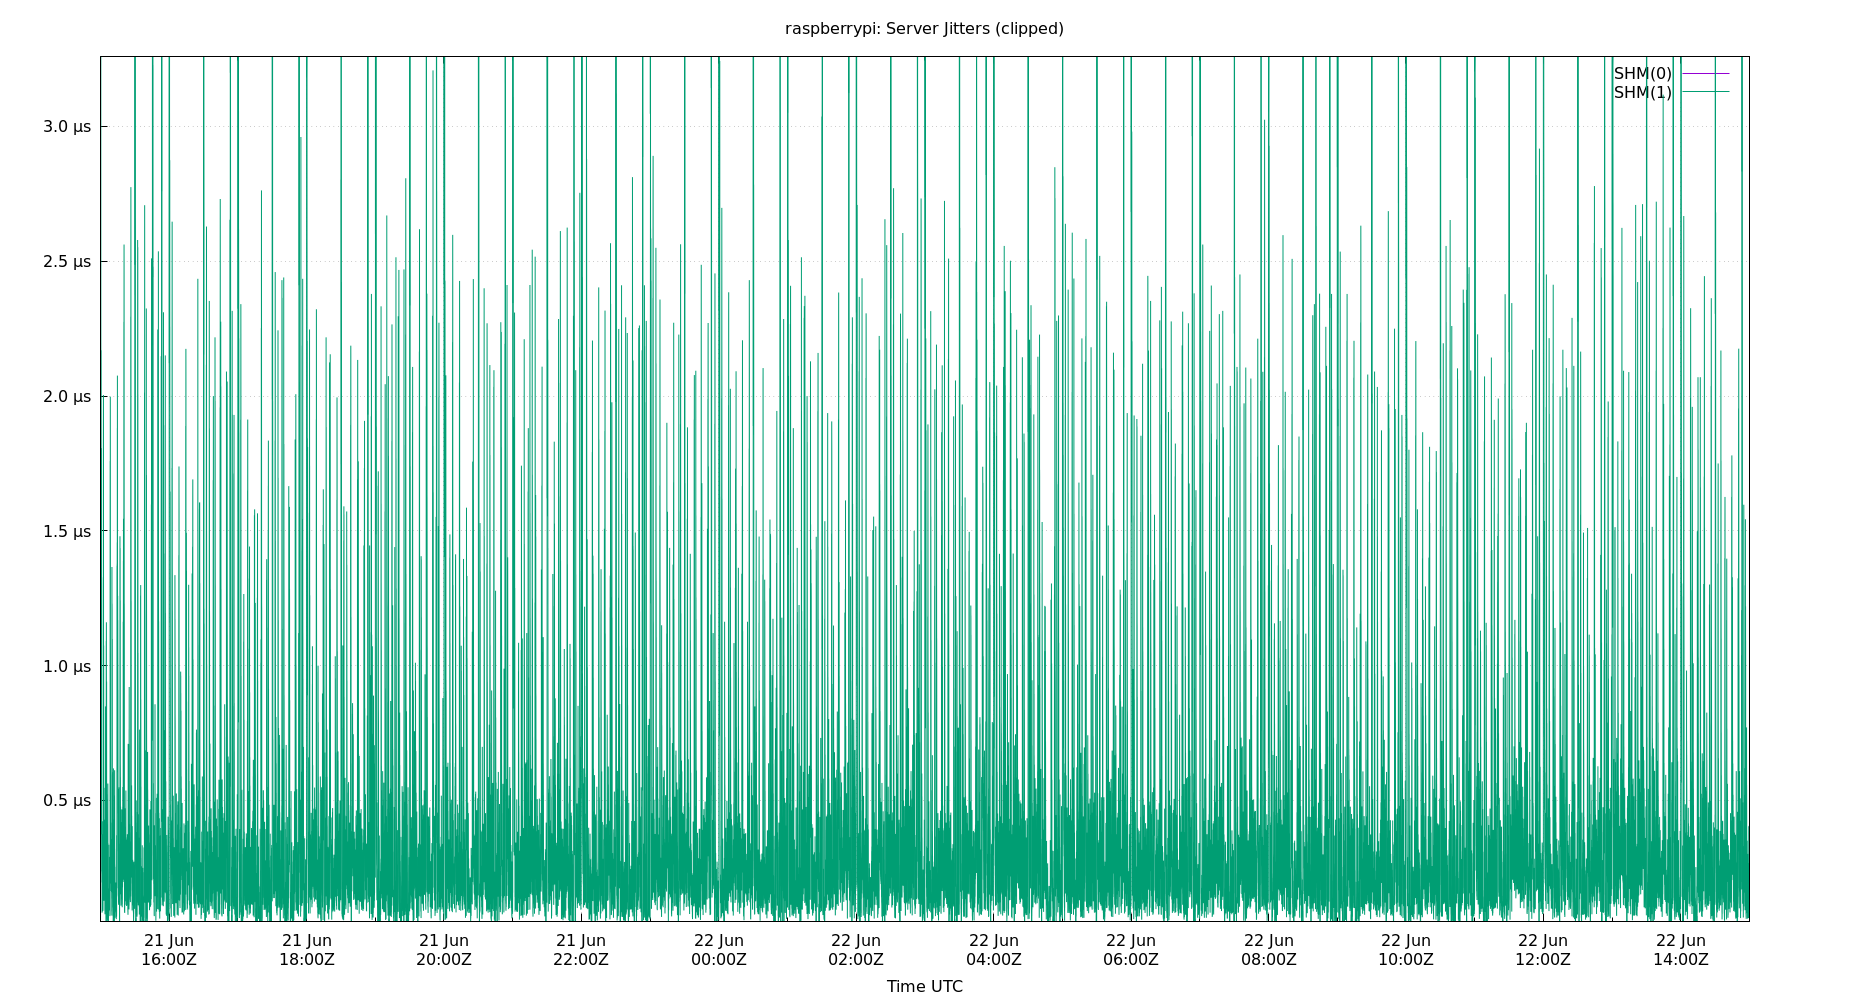 raspberrypi: Server Jitters (clipped)
SHM(0)
SHM(1)
3.0 µs
2.5 µs
2.0 µs
1.5 µs
1.0 µs
0.5 µs
21 Jun 21 Jun 21 Jun 21 Jun 22 Jun 22 Jun 22 Jun 22 Jun 22 Jun 22 Jun 22 Jun 22 Jun
16:00Z 18:00Z 20:00Z 22:00Z 00:00Z 02:00Z 04:00Z 06:00Z 08:00Z 10:00Z 12:00Z 14:00Z
Time UTC